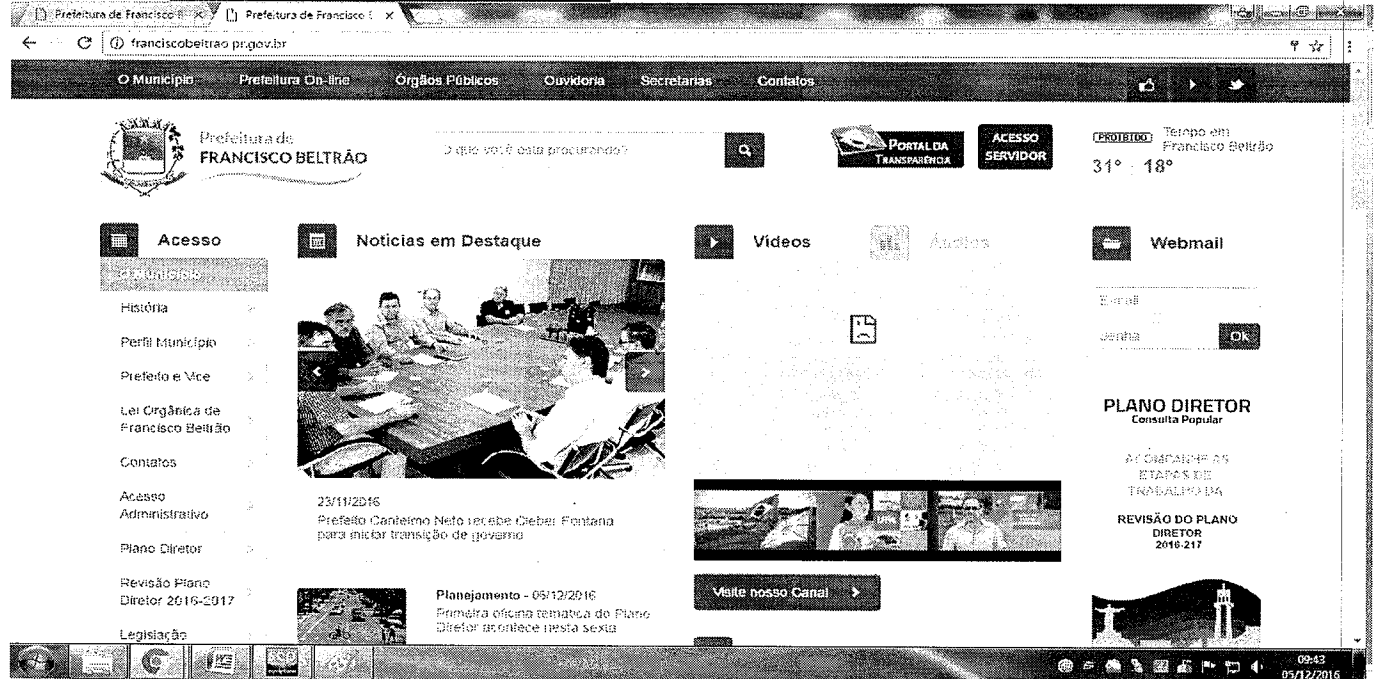 Prefeitura de Francisco
Prefeitura de Francisco
franciscobeltrao.pr.gov.br
O Município Prefeitura On-line Órgãos Públicos Ouvidoria Secretarias Contatos
Prefeitura de
FRANCISCO BELTRÃO
O que você está procurando?
PORTAL DA
TRANSPARÊNCIA
ACESSO
SERVIDOR
PROIBIDO
Tempo em
Francisco Beltrão
31° 18°
Acesso
O Município
História
Perfil Município
Prefeito e Vice
Lei Orgânica de
Francisco Beltrão
Contatos
Acesso
Administrativo
Plano Diretor
Revisão Plano
Diretor 2016-2017
Legislação
Noticias em Destaque
23/11/2016
Prefeito Cantelmo Neto recebe Cleber Fontana
para iniciar transição de governo
Planejamento - 05/12/2016
Primeira oficina temática do Plano
Diretor acontece nesta sexta
Vídeos
Áudios
Visite nosso Canal
Webmail
E-mail
Senha
OK
PLANO DIRETOR
Consulta Popular
ACOMPANHE AS
ETAPAS DE
TRABALHO DA
REVISÃO DO PLANO
DIRETOR
2016-217
09:43
05/12/2016